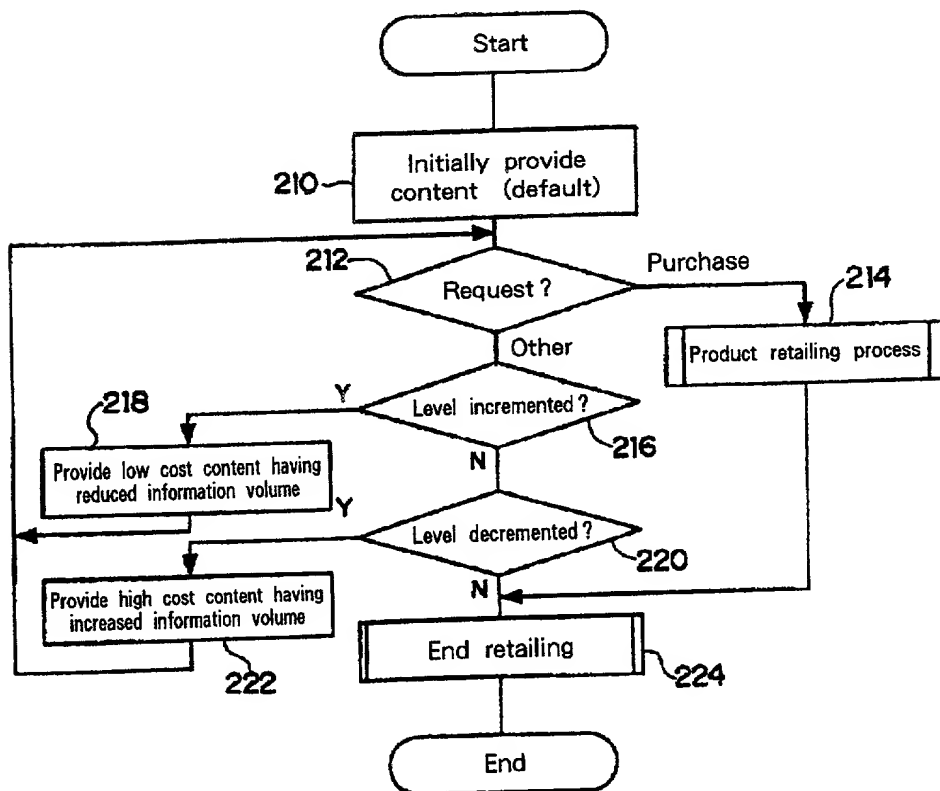 Start
Initially provide
content (default)
210
212
Request ?
Purchase
214
Product retailing process
Other
Level incremented ?
216
Y
218
Provide low cost content having
reduced information volume
N
Level decremented ?
220
Y
Provide high cost content having
increased information volume
222
N
End retailing
224
End